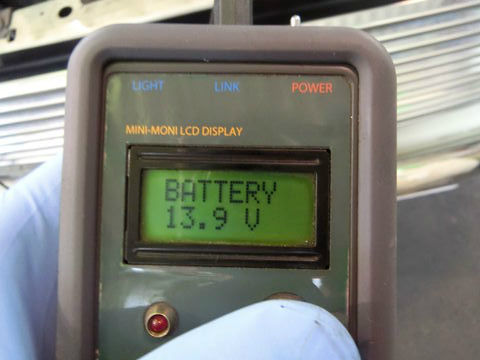 LIGHT LINK POWER
MINI-MONI LCD DISPLAY
BATTERY
13.9 V